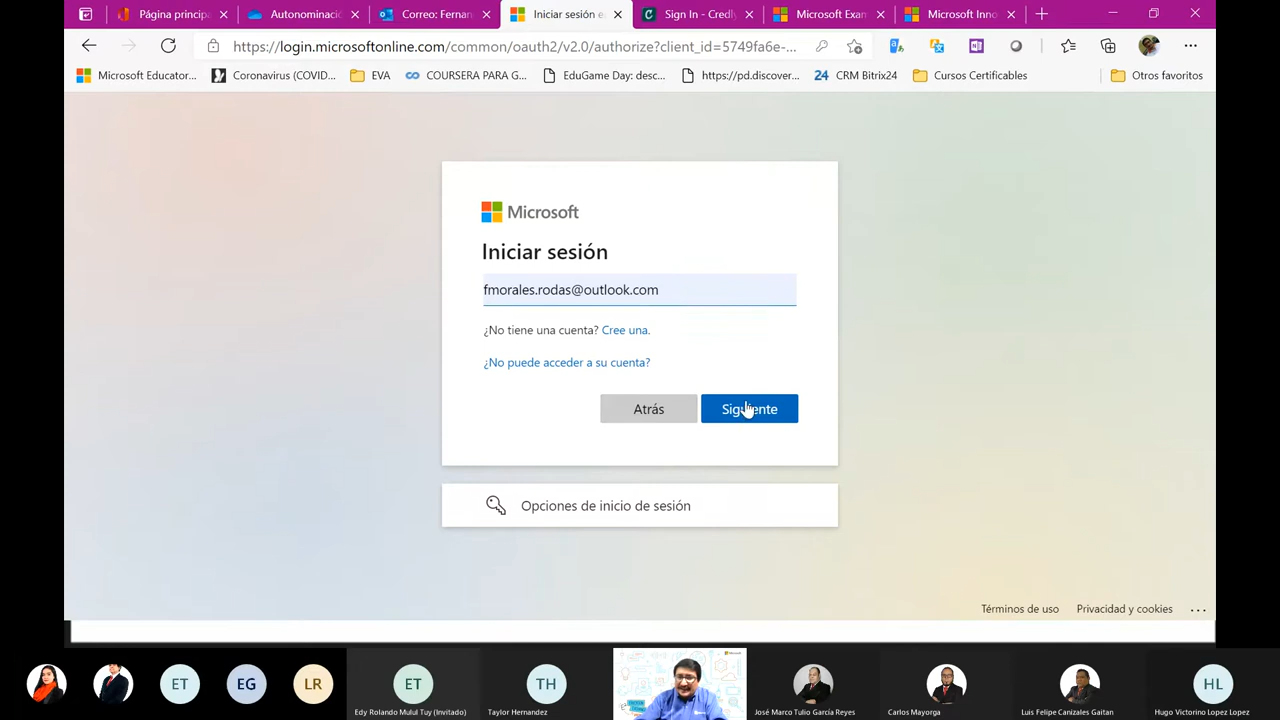 Página principa
Autonominació
Correo: Fernan
Iniciar sesión e
Sign In - Credly
Microsoft Exan
Microsoft Inno
https://login.microsoftonline.com/common/oauth2/v2.0/authorize?client_id=5749fa6e-...
Microsoft Educator...
Coronavirus (COVID...
EVA
COURSERA PARA G...
EduGame Day: desc...
https://pd.discover...
24 CRM Bitrix24
Cursos Certificables
Otros favoritos
Microsoft
Iniciar sesión
fmorales.rodas@outlook.com
¿No tiene una cuenta? Cree una.
¿No puede acceder a su cuenta?
Atrás
Siguiente
Opciones de inicio de sesión
Términos de uso
Privacidad y cookies
ET
EG
LR
ET
Edy Rolando Mulul Tuy (Invitado)
TH
Taylor Hernandez
Microsoft
José Marco Tulio García Reyes
Carlos Mayorga
Luis Felipe Canizales Gaitan
HL
Hugo Victorino Lopez Lopez